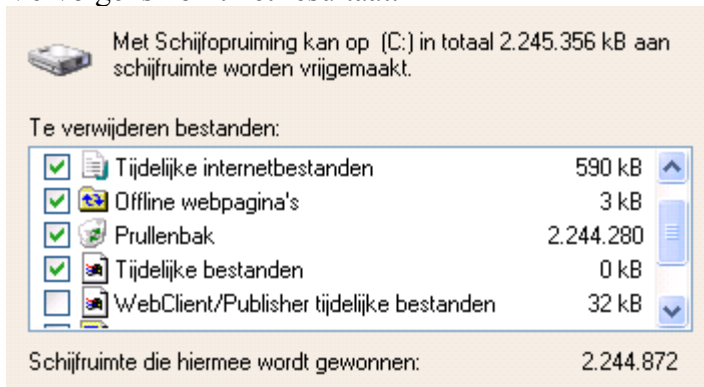 Met Schijfopruiming kan op (C:) in totaal 2.245.356 kB aan
schijfruimte worden vrijgemaakt.
Te verwijderen bestanden:
Tijdelijke internetbestanden 590 kB
Offline webpagina's 3 kB
Prullenbak 2.244.280
Tijdelijke bestanden 0 kB
WebClient/Publisher tijdelijke bestanden 32 kB
Schijfruimte die hiermee wordt gewonnen: 2.244.872